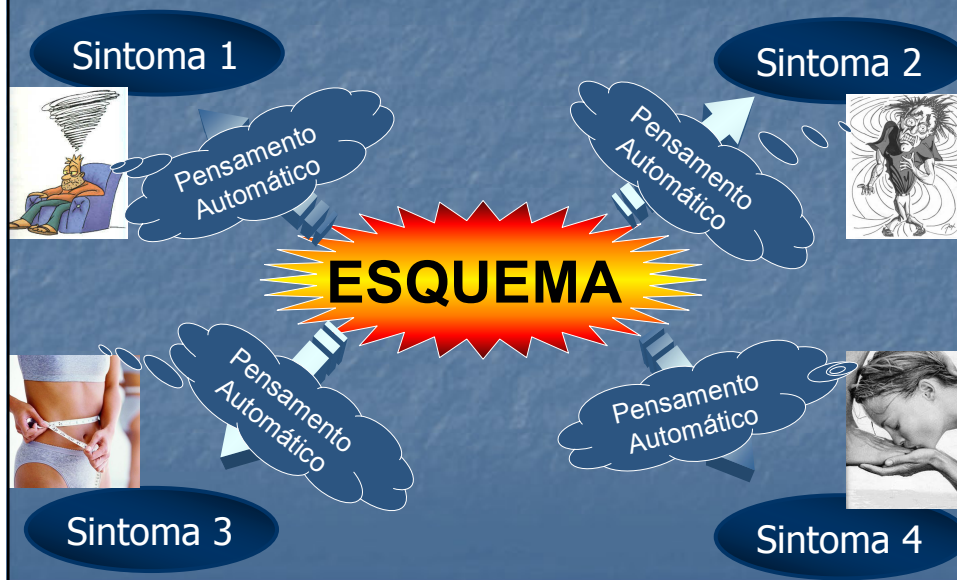 Sintoma 1
Sintoma 2
Pensamento
Automático
Pensamento
Automático
ESQUEMA
Pensamento
Automático
Pensamento
Automático
Sintoma 3
Sintoma 4